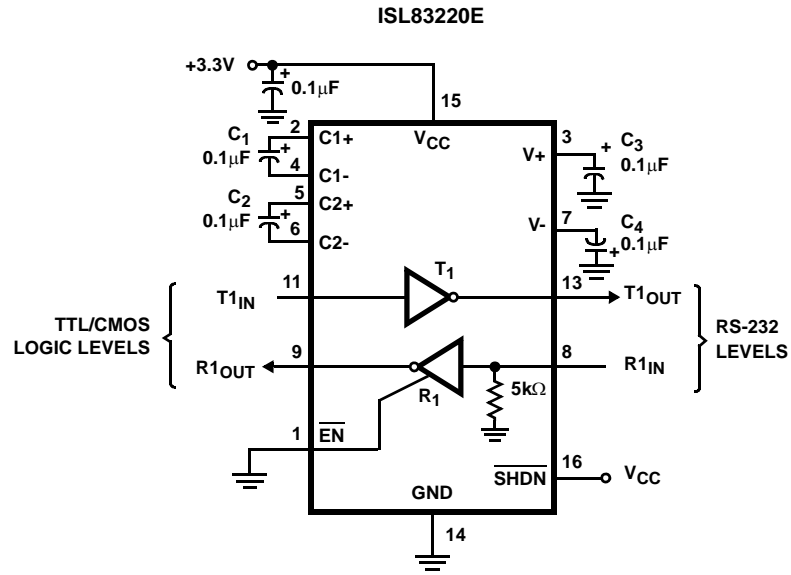 ISL83220E
+3.3V
+
0.1μF
15
VCC
C1
0.1μF
+
2
C1+
4
C1-
C2
0.1μF
+
5
C2+
6
C2-
3
V+
+
C3
0.1μF
7
V-
C4
0.1μF
+
T1
T1IN
11
13
T1OUT
TTL/CMOS
LOGIC LEVELS
RS-232
LEVELS
R1OUT
9
R1
5kΩ
8
R1IN
1
EN
SHDN
16
VCC
GND
14